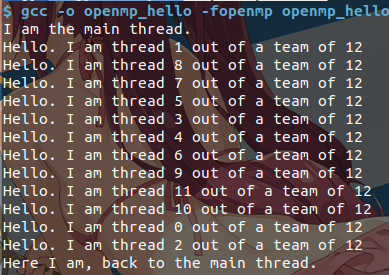 $ gcc -o openmp_hello -fopenmp openmp_hello
I am the main thread.
Hello. I am thread 1 out of a team of 12
Hello. I am thread 8 out of a team of 12
Hello. I am thread 7 out of a team of 12
Hello. I am thread 5 out of a team of 12
Hello. I am thread 3 out of a team of 12
Hello. I am thread 4 out of a team of 12
Hello. I am thread 6 out of a team of 12
Hello. I am thread 9 out of a team of 12
Hello. I am thread 11 out of a team of 12
Hello. I am thread 10 out of a team of 12
Hello. I am thread 0 out of a team of 12
Hello. I am thread 2 out of a team of 12
Here I am, back to the main thread.